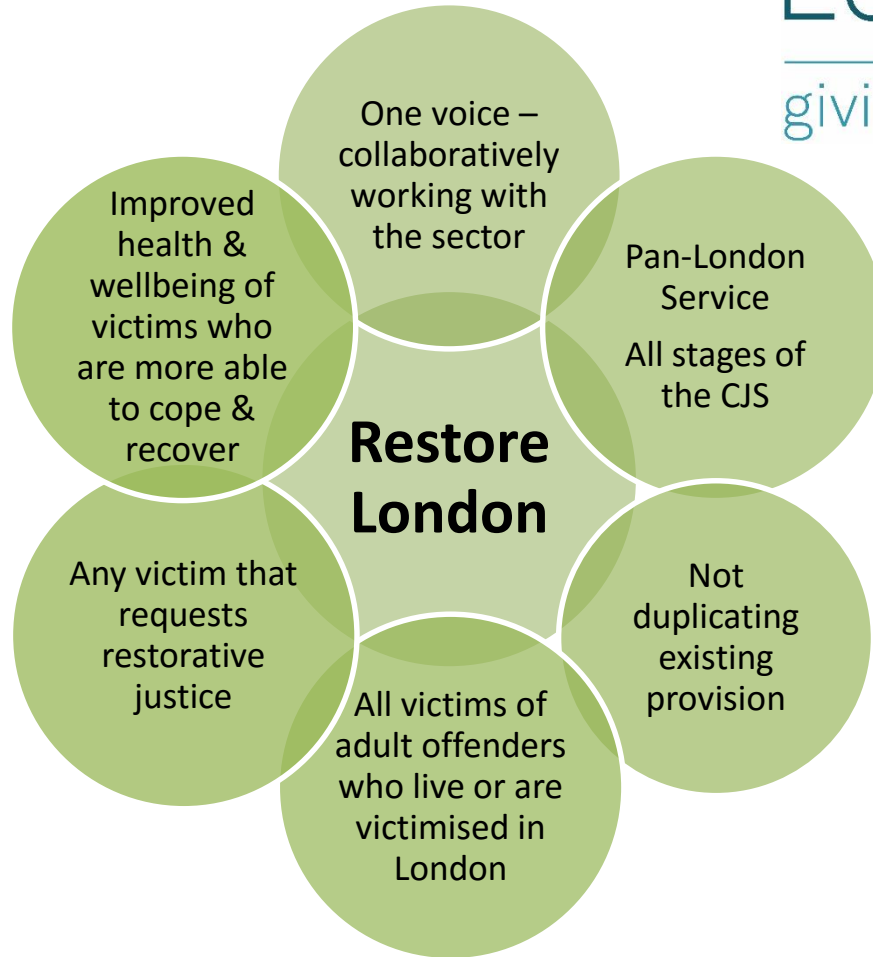 givi
One voice –
collaboratively
working with
the sector
Pan-London
Service
All stages of
the CJS
Not
duplicating
existing
provision
All victims of
adult offenders
who live or are
victimised in
London
Any victim that
requests
restorative
justice
Improved
health &
wellbeing of
victims who
are more able
to cope &
recover
Restore
London